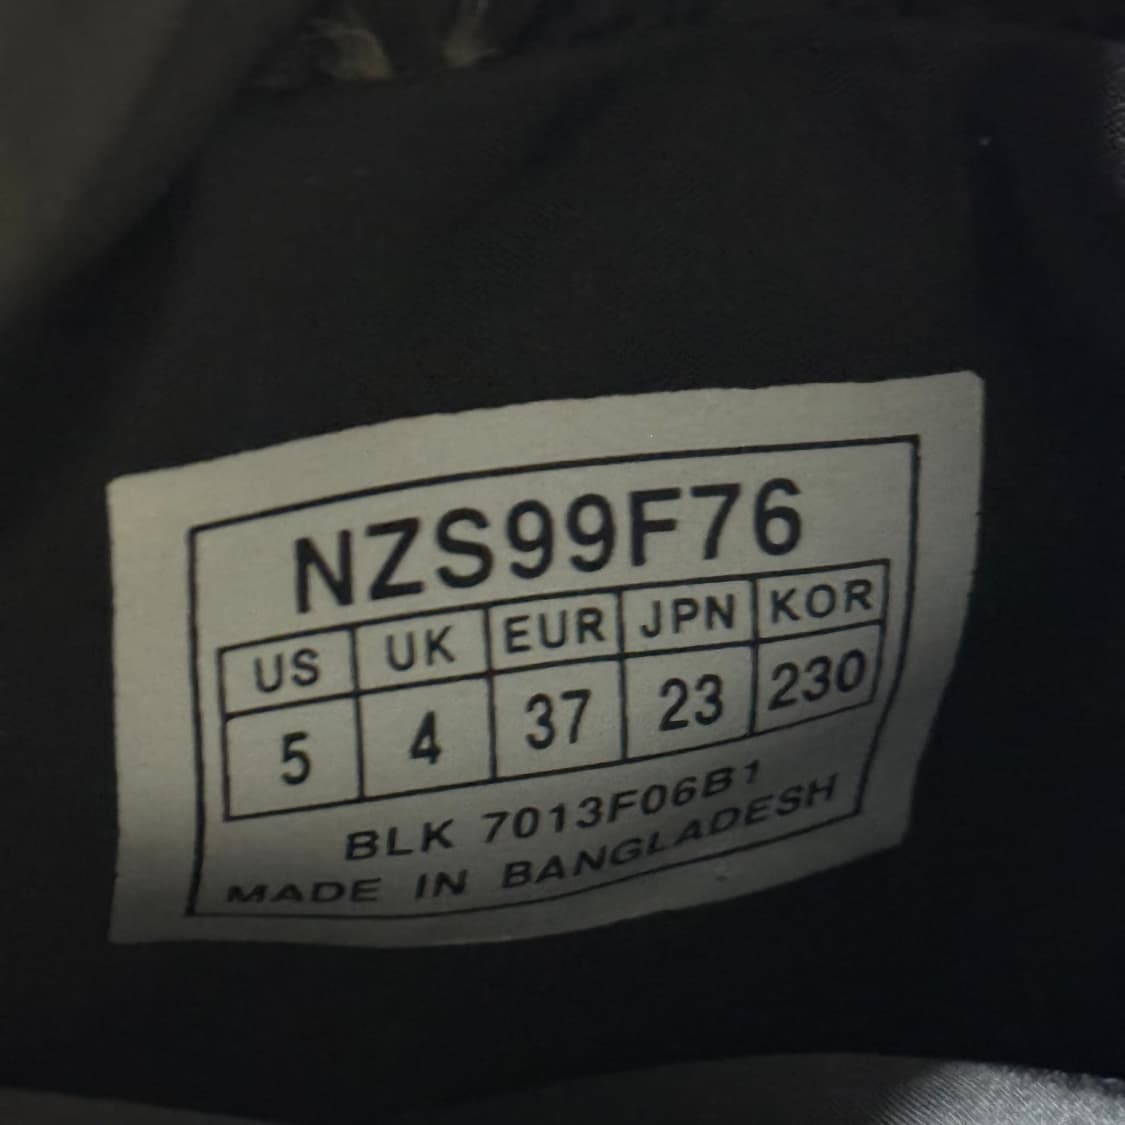 NZS99F76
US UK EUR JPN KOR
5 4 37 23 230
BLK 7013F06B1
MADE IN BANGLADESH